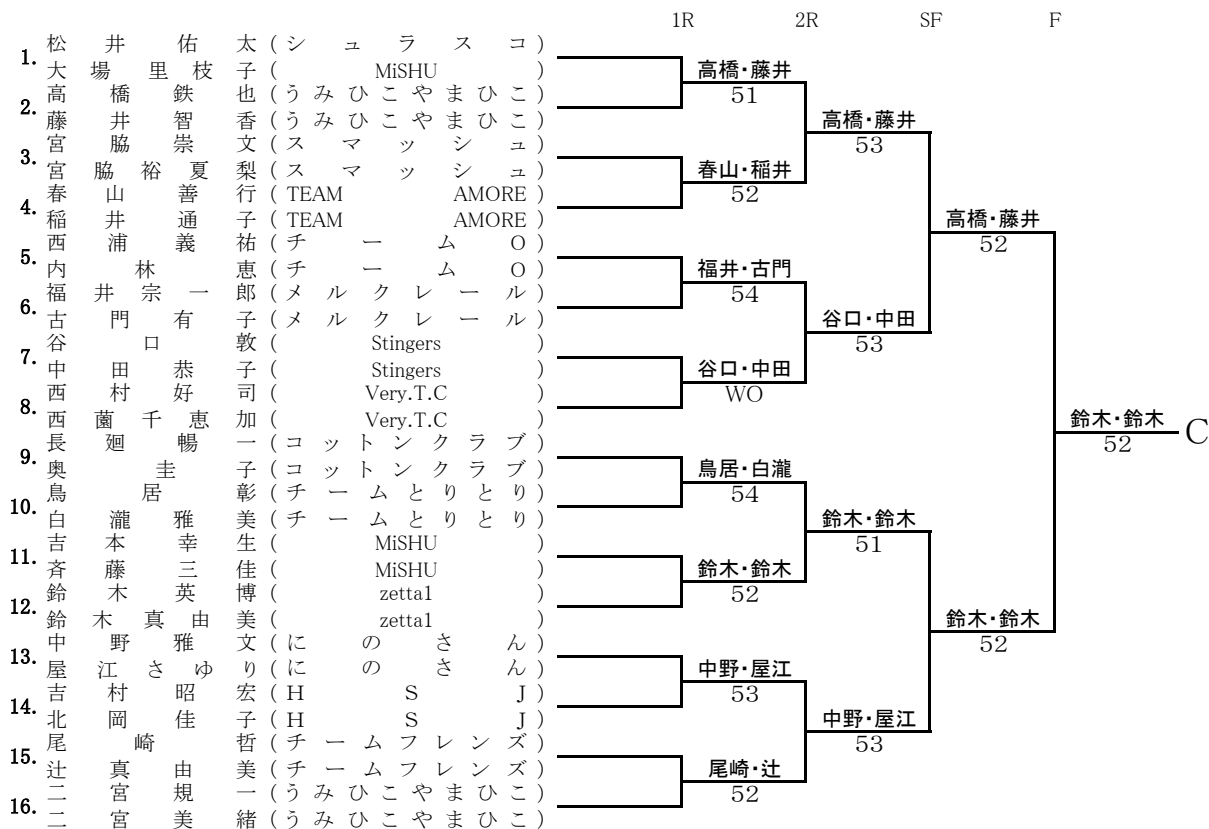 1R 2R SF F
1. 松井佑太(シュラスコ)
大場里枝子(MiSHU)
2. 高橋鉄也(うみひこやまひこ)
藤井智香(うみひこやまひこ)
3. 宮脇崇文(スマッシュ)
宮脇裕夏梨(スマッシュ)
4. 春山善行(TEAM AMORE)
稲井通子(TEAM AMORE)
5. 西浦義祐(チームO)
内林恵(チームO)
6. 福井宗一郎(メルクレール)
古門有子(メルクレール)
7. 谷口敦(Stingers)
中田恭子(Stingers)
8. 西村好司(Very.T.C)
西薗千恵加(Very.T.C)
9. 長廻暢一(コットンクラブ)
奥圭子(コットンクラブ)
10. 鳥居彰(チームとりとり)
白瀧雅美(チームとりとり)
11. 吉本幸生(MiSHU)
斉藤三佳(MiSHU)
12. 鈴木英博(zetta1)
鈴木真由美(zetta1)
13. 中野雅文(にのさん)
屋江さゆり(にのさん)
14. 吉村昭宏(HSJ)
北岡佳子(HSJ)
15. 尾崎哲(チームフレンズ)
辻真由美(チームフレンズ)
16. 二宮規一(うみひこやまひこ)
二宮美緒(うみひこやまひこ)
高橋・藤井
51
春山・稲井
52
福井・古門
54
谷口・中田
WO
鳥居・白瀧
54
鈴木・鈴木
52
中野・屋江
53
尾崎・辻
52
高橋・藤井
53
谷口・中田
53
鈴木・鈴木
51
中野・屋江
53
高橋・藤井
52
鈴木・鈴木
52
鈴木・鈴木
52
C